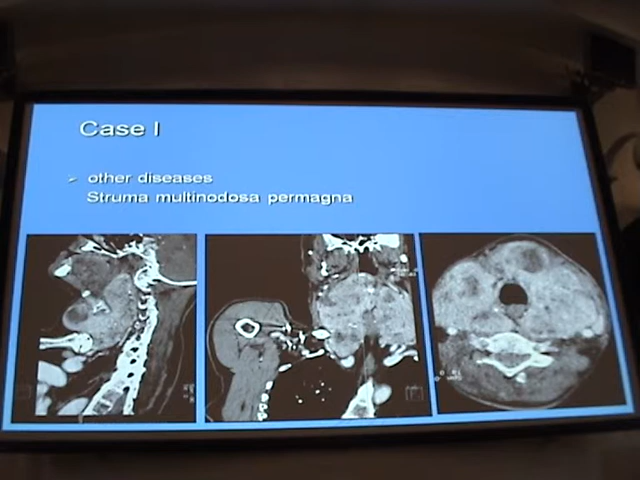 Case I
➢ other diseases
Struma multinodosa permagna